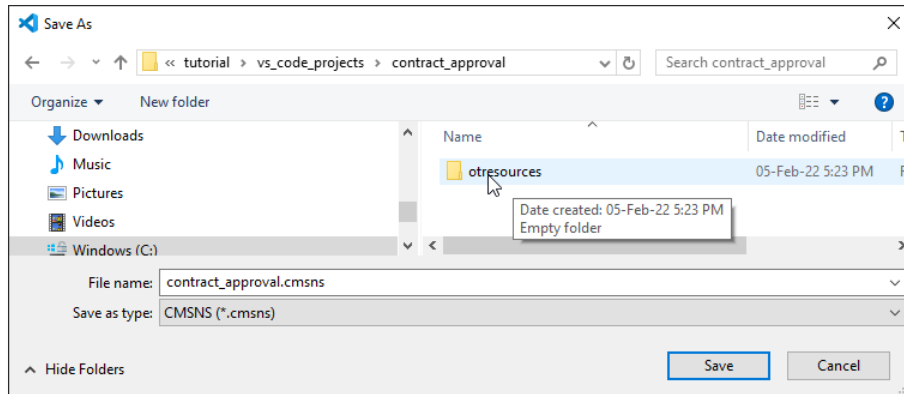 Save As
« tutorial > vs_code_projects > contract_approval
Search contract_approval
Organize
New folder
?
Downloads
Music
Pictures
Videos
Windows (C:)
Name
Date modified
otresources
05-Feb-22 5:23 PM
Date created: 05-Feb-22 5:23 PM
Empty folder
File name: contract_approval.cmsns
Save as type: CMSNS (*.cmsns)
Hide Folders
Save
Cancel